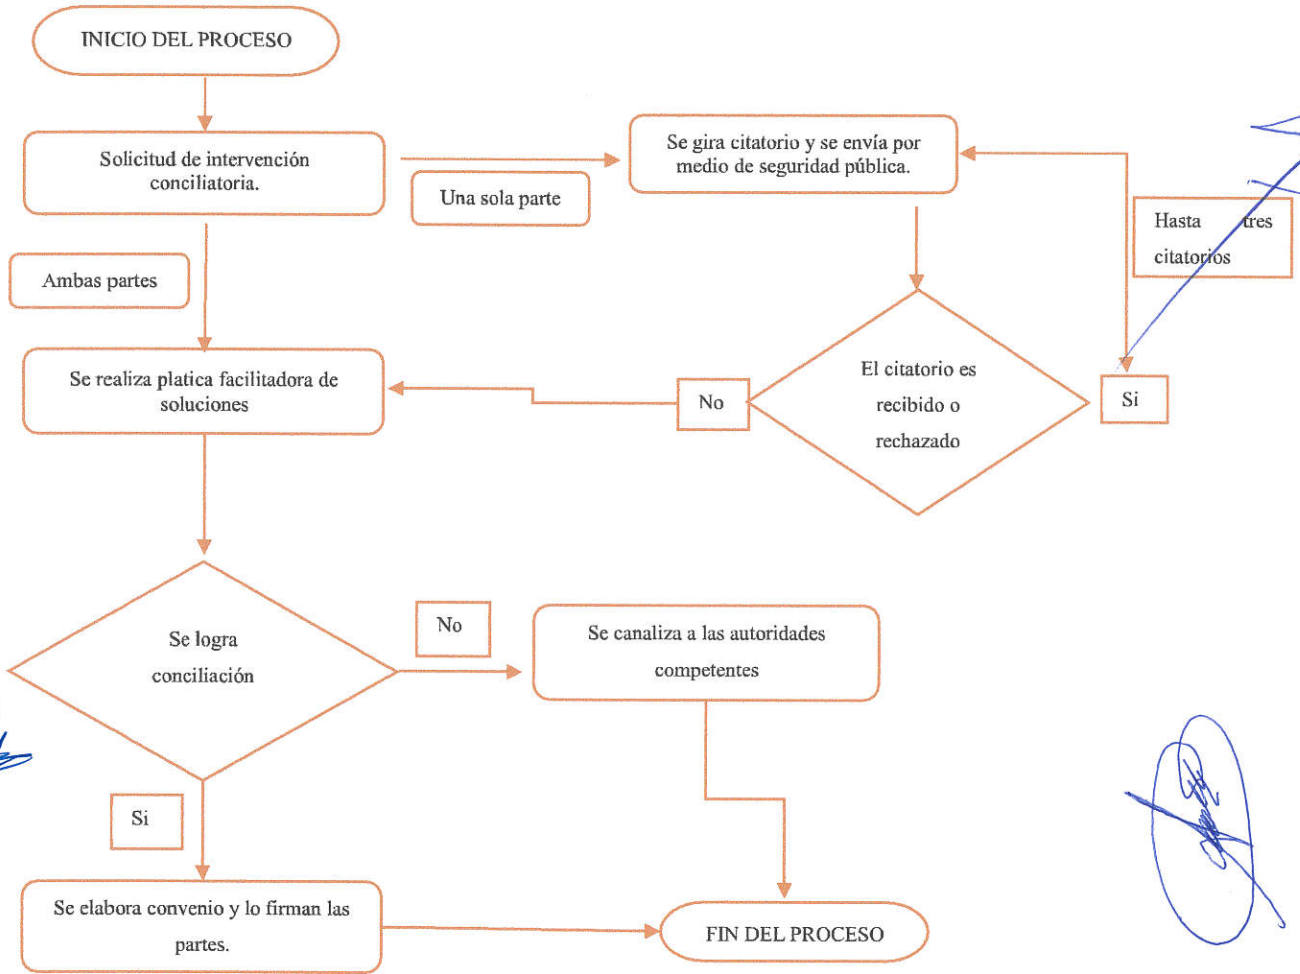 INICIO DEL PROCESO
Solicitud de intervención
conciliatoria.
Una sola parte
Se gira citatorio y se envía por
medio de seguridad pública.
Hasta tres
citatorios
Ambas partes
Se realiza platica facilitadora de
soluciones
No
El citatorio es
recibido o
rechazado
Si
Se logra
conciliación
No
Se canaliza a las autoridades
competentes
Si
Se elabora convenio y lo firman las
partes.
FIN DEL PROCESO